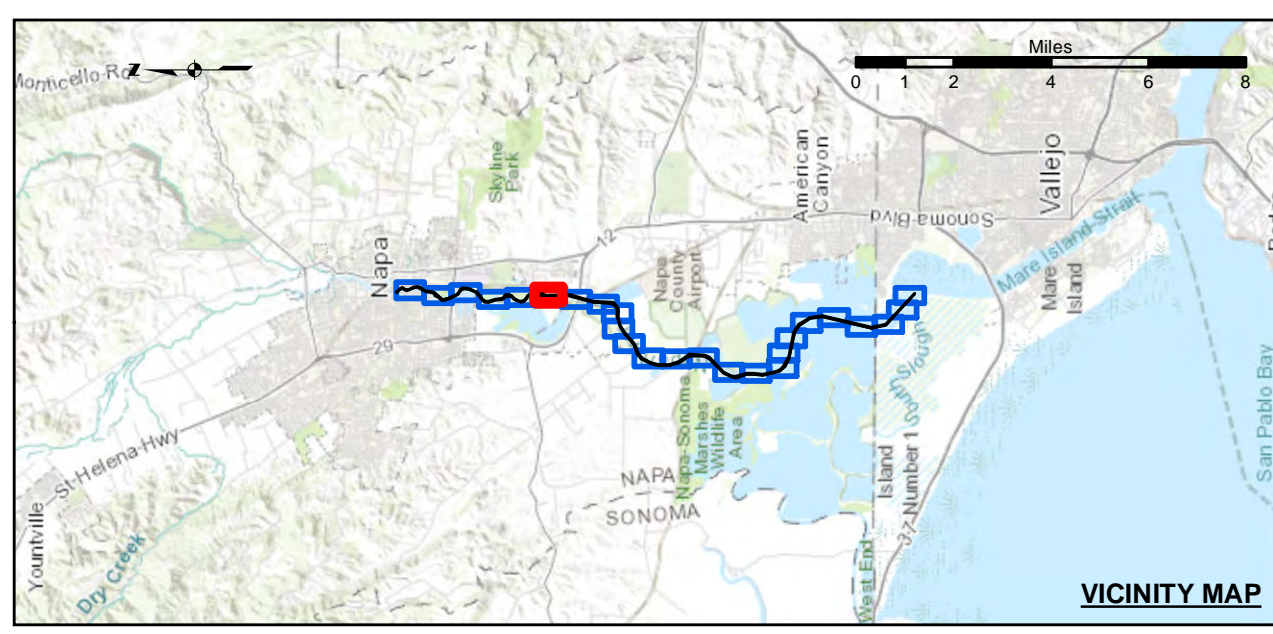 Monticello-Rd
Z
Miles
0 1 2 4 6 8
Skyline
Park
American
Canyon
Vallejo
Sonoma-Blvd
Mare Island-Strait
Napa
12
Napa
County
Airport
Mare
Island
29
South Slough
St-Helena-Hwy
Napa-Sonoma
Marshes
Wildlife
Area
NAPA
SONOMA
Island
Number 1
37
San Pablo Bay
Yountville
Dry Creek
West End
VICINITY MAP